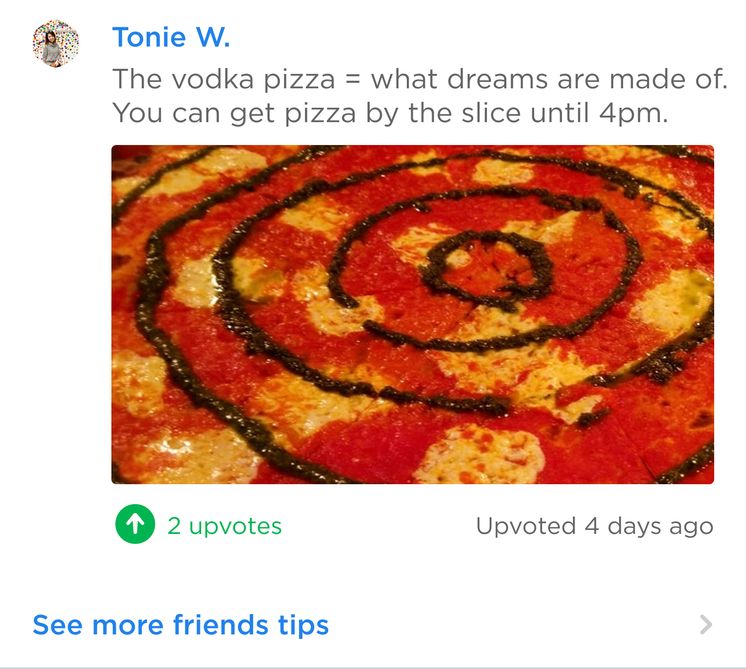 Tonie W.
The vodka pizza = what dreams are made of.
You can get pizza by the slice until 4pm.
2 upvotes
Upvoted 4 days ago
See more friends tips